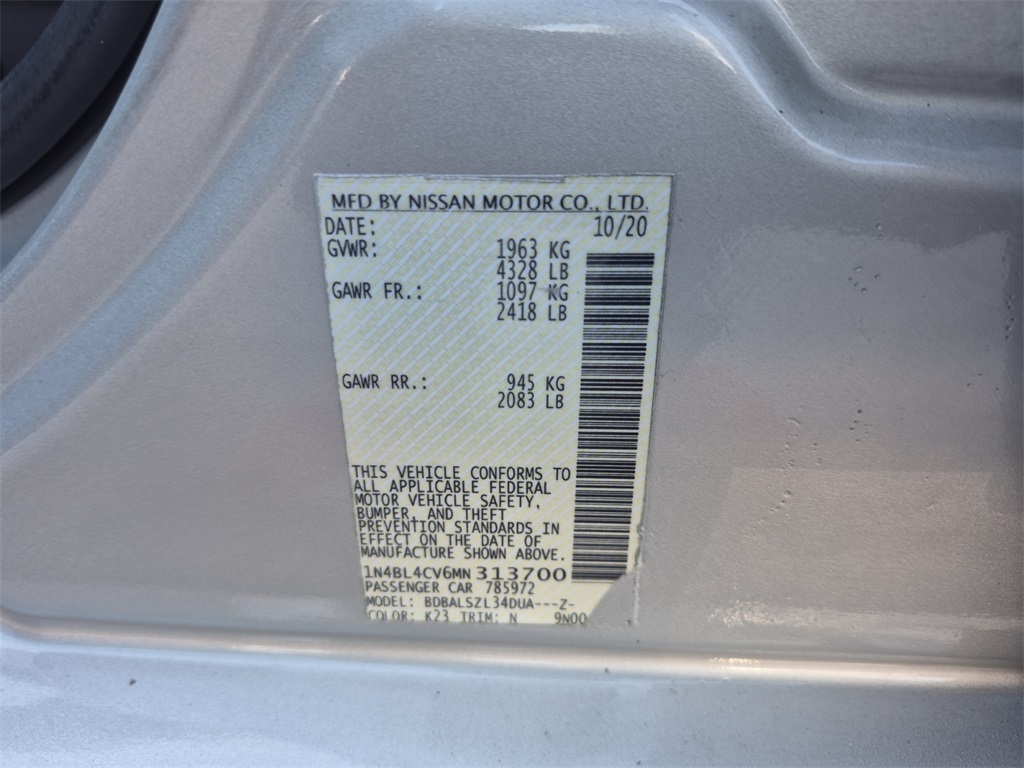 MFD BY NISSAN MOTOR CO., LTD.
DATE: 10/20
GVWR: 1963 KG
4328 LB
GAWR FR.: 1097 KG
2418 LB
GAWR RR.: 945 KG
2083 LB
THIS VEHICLE CONFORMS TO
ALL APPLICABLE FEDERAL
MOTOR VEHICLE SAFETY,
BUMPER, AND THEFT
PREVENTION STANDARDS IN
EFFECT ON THE DATE OF
MANUFACTURE SHOWN ABOVE.
1N4BL4CV6MN313700
PASSENGER CAR 785972
MODEL: BDBALSZL34DUA---Z-
COLOR: K23 TRIM: N 9N00